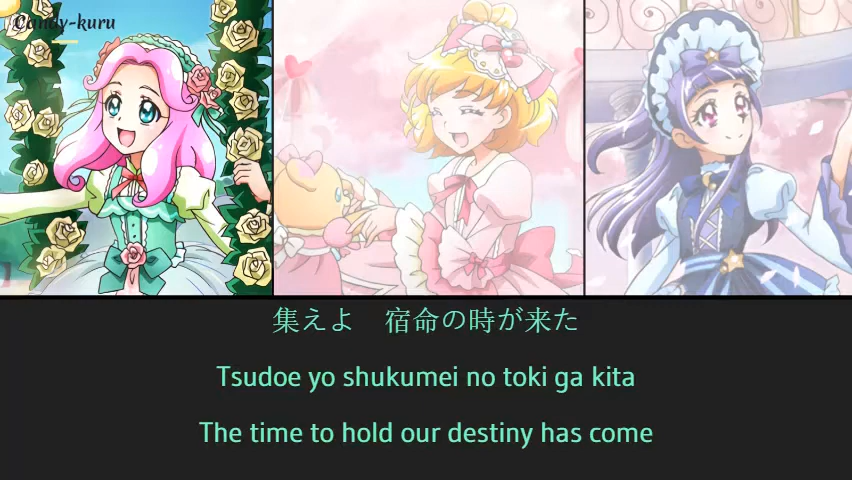 Candy-kuru
集えよ　宿命の時が来た
Tsudoe yo shukumei no toki ga kita
The time to hold our destiny has come